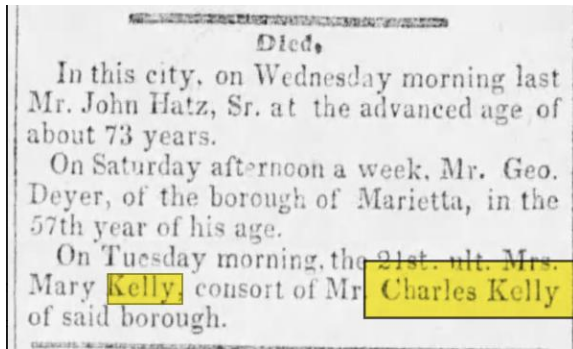 Died,
In this city, on Wednesday morning last
Mr. John Hatz, Sr. at the advanced age of
about 73 years.
On Saturday afternoon a week, Mr. Geo.
Deyer, of the borough of Marietta, in the
57th year of his age.
On Tuesday morning, the 21st. ult. Mrs.
Mary Kelly, consort of Mr. Charles Kelly
of said borough.